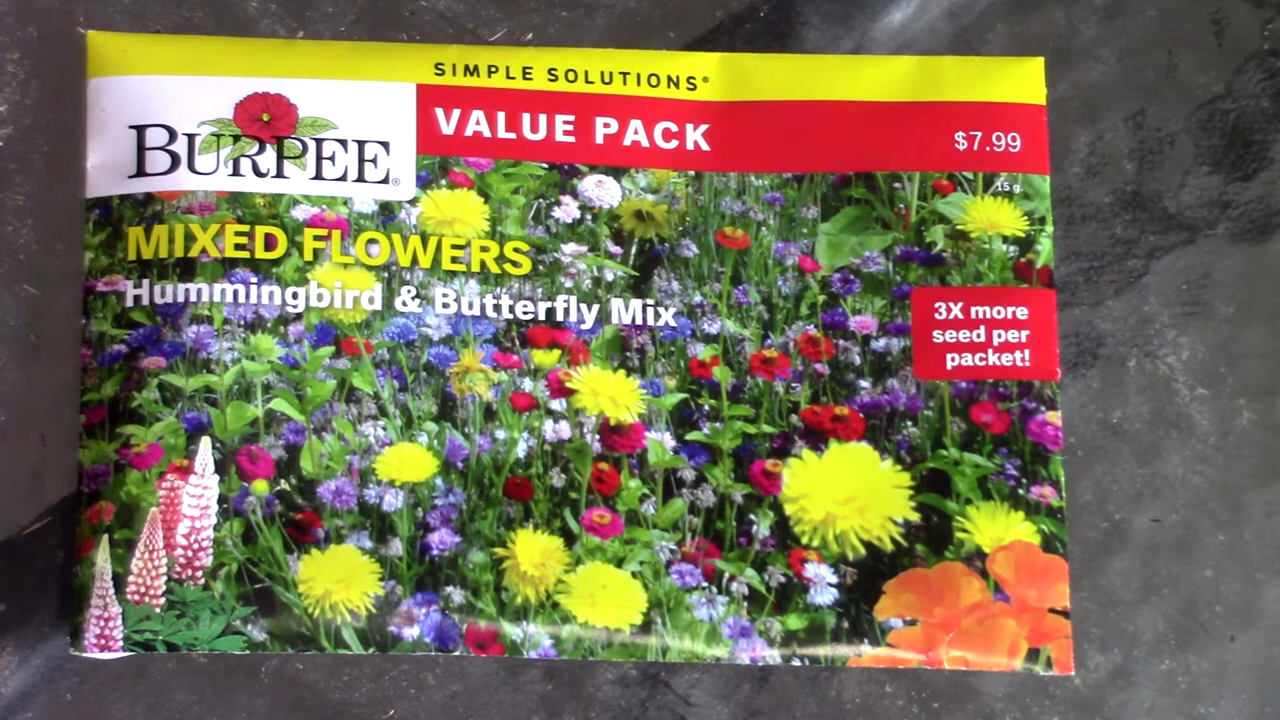 SIMPLE SOLUTIONS®
VALUE PACK
$7.99
BURPEE®
15 g
MIXED FLOWERS
Hummingbird & Butterfly Mix
3X more
seed per
packet!